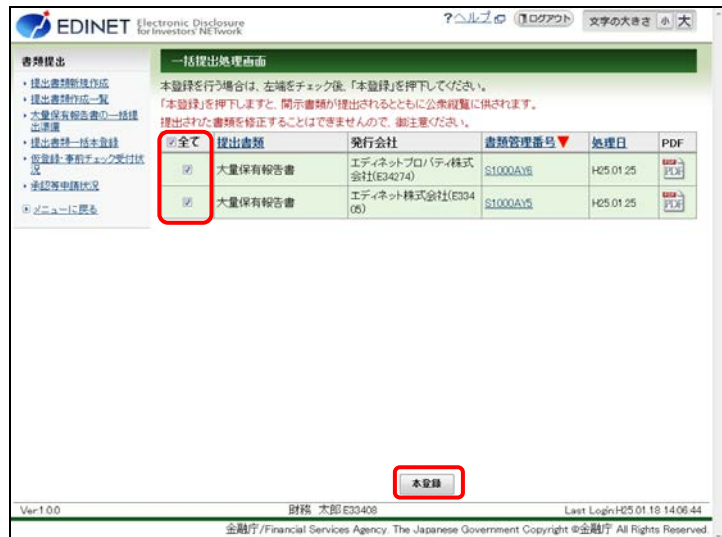 EDINET Electronic Disclosure for Investors' NETwork
?ヘルプ ログアウト 文字の大きさ 小 大
書類提出
・提出書類新規作成
・提出書類作成一覧
・大量保有報告書の一括提
出準備
・提出書類一括本登録
・仮登録・事前チェック受付状
況
・承認等申請状況
メニューに戻る
一括提出処理画面
本登録を行う場合は、左端をチェック後、「本登録」を押下してください。
「本登録」を押下しますと、開示書類が提出されるとともに公衆縦覧に供されます。
提出された書類を修正することはできませんので、御注意ください。
全て 提出書類 発行会社 書類管理番号▼ 処理日 PDF
大量保有報告書 エディネットプロパティ株式
会社(E34274) S1000AY6 H25.01.25 PDF
大量保有報告書 エディネット株式会社(E334
05) S1000AY5 H25.01.25 PDF
本登録
Ver.1.0.0 財務 太郎 E33408 Last Login:H25.01.18 14:06:44
金融庁/Financial Services Agency. The Japanese Government Copyright ©金融庁 All Rights Reserved.